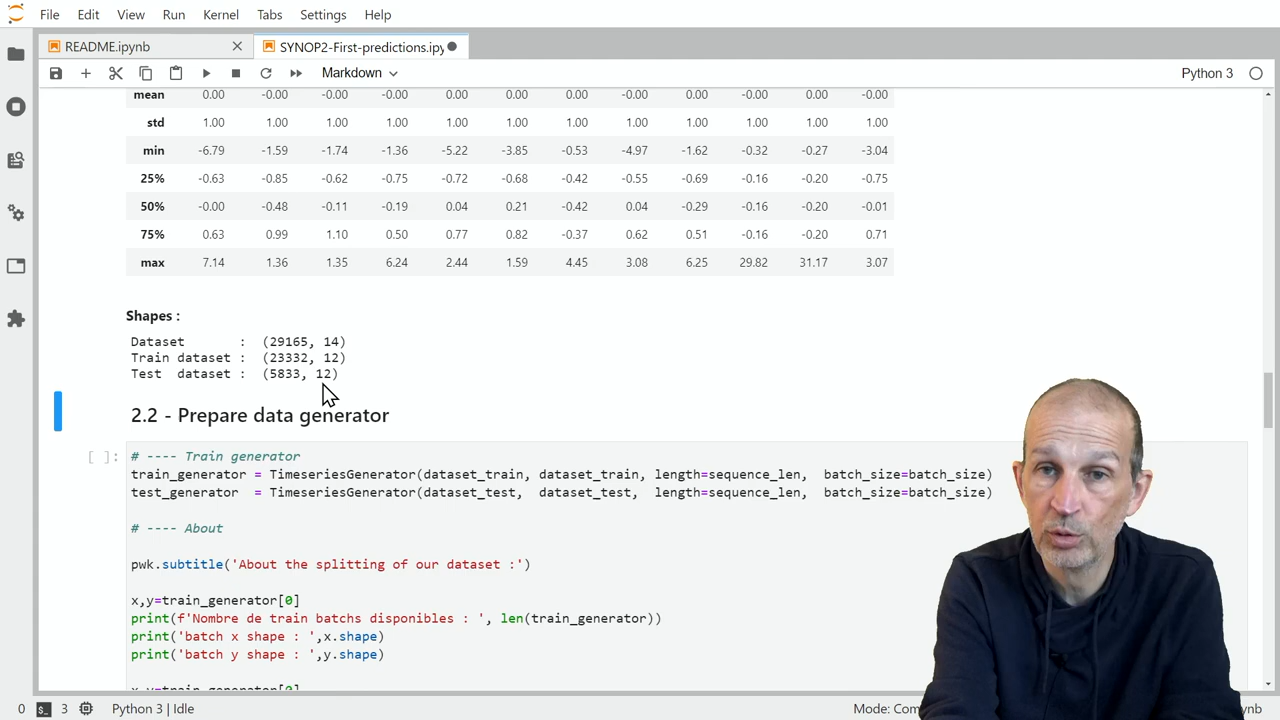 File Edit View Run Kernel Tabs Settings Help
README.ipynb SYNOP2-First-predictions.ipy
Markdown Python 3
mean 0.00 -0.00 -0.00 -0.00 0.00 0.00 0.00 -0.00 0.00 -0.00 0.00 -0.00
std 1.00 1.00 1.00 1.00 1.00 1.00 1.00 1.00 1.00 1.00 1.00 1.00
min -6.79 -1.59 -1.74 -1.36 -5.22 -3.85 -0.53 -4.97 -1.62 -0.32 -0.27 -3.04
25% -0.63 -0.85 -0.62 -0.75 -0.72 -0.68 -0.42 -0.55 -0.69 -0.16 -0.20 -0.75
50% -0.00 -0.48 -0.11 -0.19 0.04 0.21 -0.42 0.04 -0.29 -0.16 -0.20 -0.01
75% 0.63 0.99 1.10 0.50 0.77 0.82 -0.37 0.62 0.51 -0.16 -0.20 0.71
max 7.14 1.36 1.35 6.24 2.44 1.59 4.45 3.08 6.25 29.82 31.17 3.07
Shapes :
Dataset : (29165, 14)
Train dataset : (23332, 12)
Test dataset : (5833, 12)
2.2 - Prepare data generator
[ ]: # ---- Train generator
train_generator = TimeseriesGenerator(dataset_train, dataset_train, length=sequence_len, batch_size=batch_size)
test_generator = TimeseriesGenerator(dataset_test, dataset_test, length=sequence_len, batch_size=batch_size)
# ---- About
pwk.subtitle('About the splitting of our dataset :')
x,y=train_generator[0]
print(f'Nombre de train batchs disponibles : ', len(train_generator))
print('batch x shape : ',x.shape)
print('batch y shape : ',y.shape)
x,y=train_generator[0]
0 3 Python 3 | Idle Mode: Com ynb